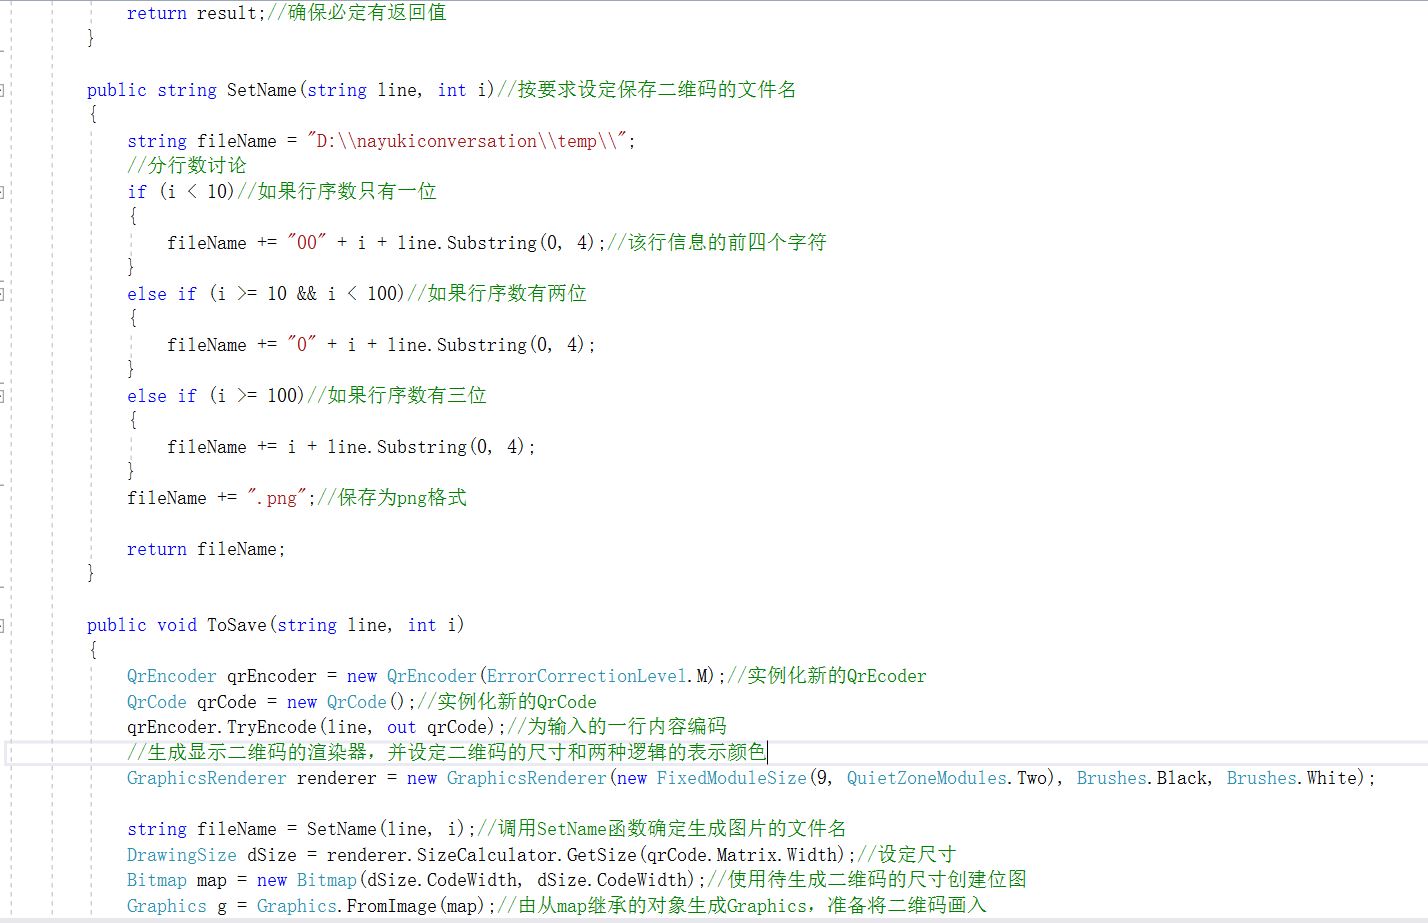 return result;//确保必定有返回值
}
public string SetName(string line, int i)//按要求设定保存二维码的文件名
{
string fileName = "D:\\nayukiconversation\\temp\\";
//分行数讨论
if (i < 10)//如果行序数只有一位
{
fileName += "00" + i + line.Substring(0, 4);//该行信息的前四个字符
}
else if (i >= 10 && i < 100)//如果行序数有两位
{
fileName += "0" + i + line.Substring(0, 4);
}
else if (i >= 100)//如果行序数有三位
{
fileName += i + line.Substring(0, 4);
}
fileName += ".png";//保存为png格式
return fileName;
}
public void ToSave(string line, int i)
{
QrEncoder qrEncoder = new QrEncoder(ErrorCorrectionLevel.M);//实例化新的QrEcoder
QrCode qrCode = new QrCode();//实例化新的QrCode
qrEncoder.TryEncode(line, out qrCode);//为输入的一行内容编码
//生成显示二维码的渲染器，并设定二维码的尺寸和两种逻辑的表示颜色
GraphicsRenderer renderer = new GraphicsRenderer(new FixedModuleSize(9, QuietZoneModules.Two), Brushes.Black, Brushes.White);
string fileName = SetName(line, i);//调用SetName函数确定生成图片的文件名
DrawingSize dSize = renderer.SizeCalculator.GetSize(qrCode.Matrix.Width);//设定尺寸
Bitmap map = new Bitmap(dSize.CodeWidth, dSize.CodeWidth);//使用待生成二维码的尺寸创建位图
Graphics g = Graphics.FromImage(map);//由从map继承的对象生成Graphics，准备将二维码画入